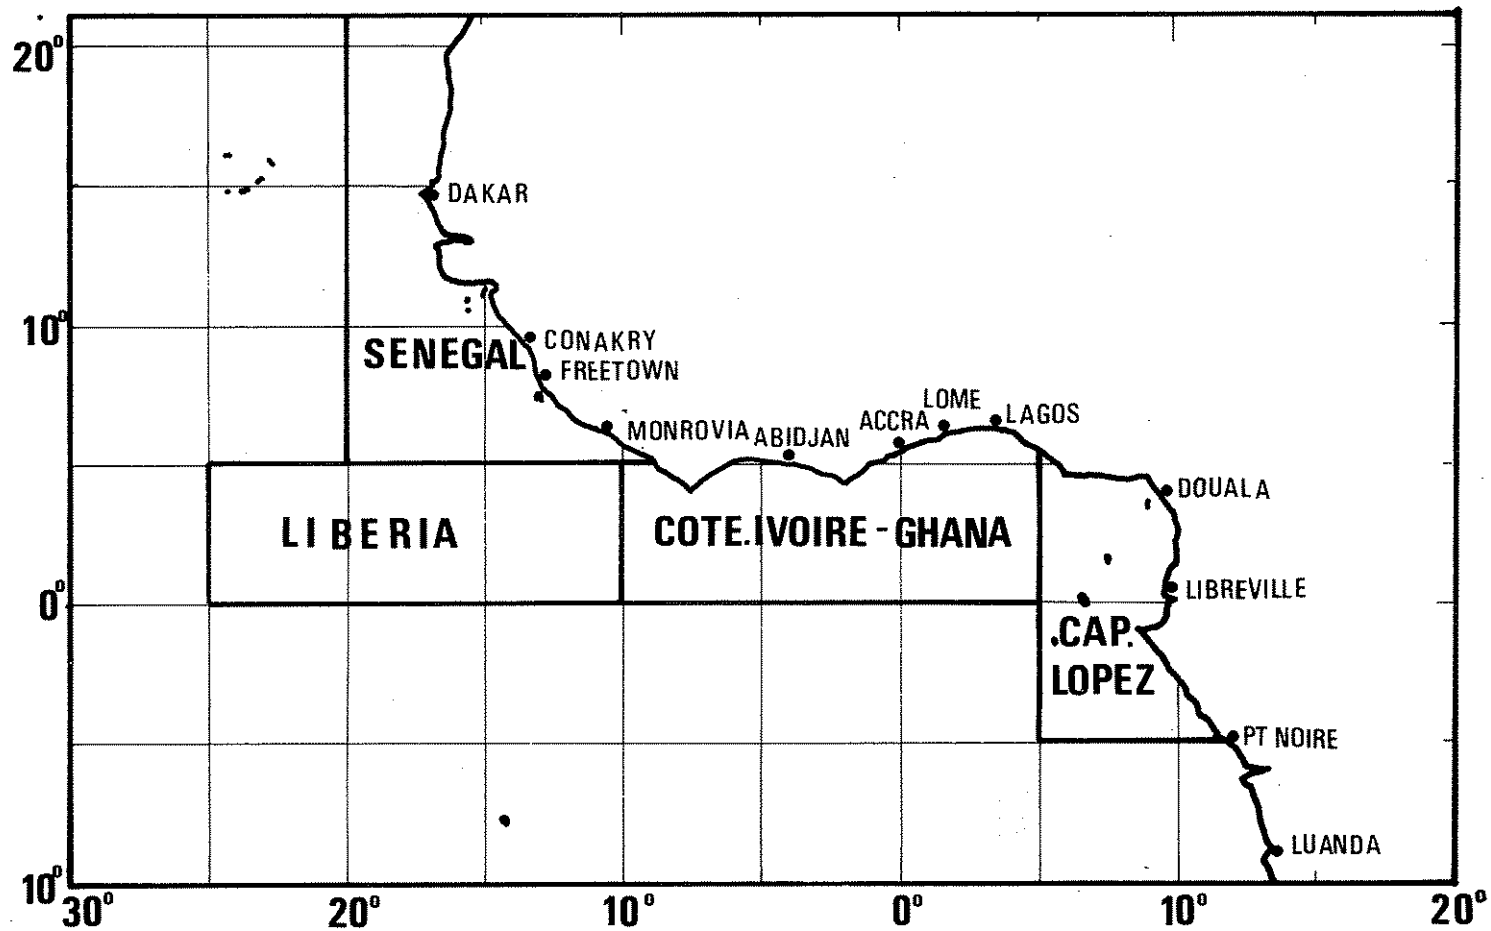 20°
DAKAR
10°
SENEGAL
CONAKRY
FREETOWN
MONROVIA
ABIDJAN
ACCRA
LOME
LAGOS
DOUALA
LIBERIA
COTE.IVOIRE-GHANA
0°
LIBREVILLE
.CAP.
LOPEZ
PT NOIRE
LUANDA
10°
30° 20° 10° 0° 10° 20°